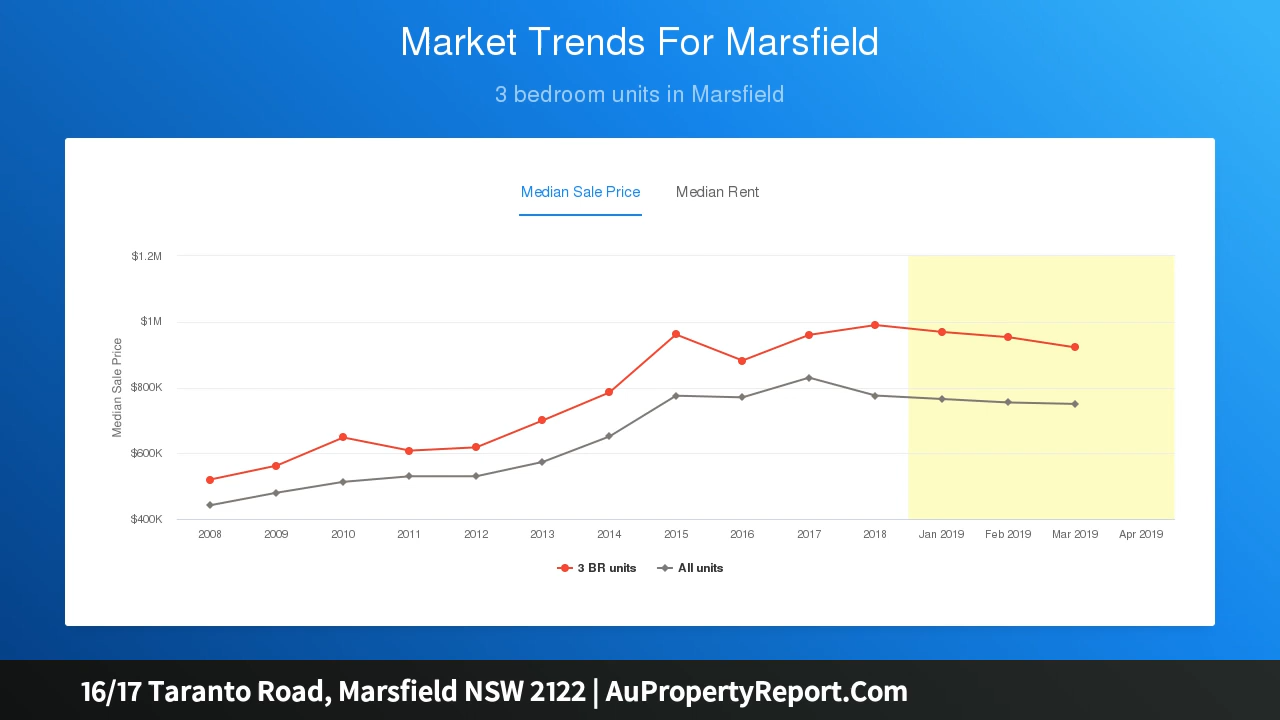 Market Trends For Marsfield
3 bedroom units in Marsfield
Median Sale Price Median Rent
Median Sale Price
$1.2M
$1M
$800K
$600K
$400K
2008 2009 2010 2011 2012 2013 2014 2015 2016 2017 2018 Jan 2019 Feb 2019 Mar 2019 Apr 2019
3 BR units All units
16/17 Taranto Road, Marsfield NSW 2122 | AuPropertyReport.Com